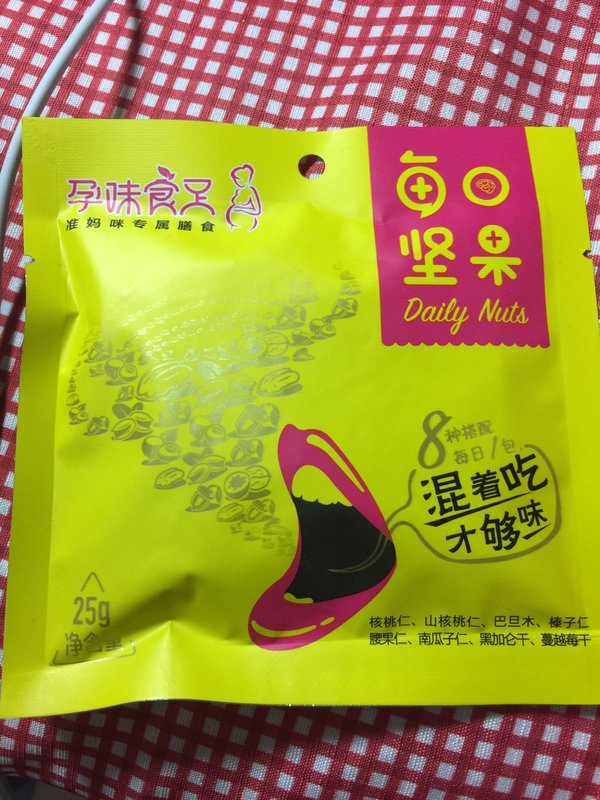 孕味食足
准妈咪专属膳食
每日
坚果
Daily Nuts
8种搭配
每日1包
混着吃
才够味
25g
净含量
核桃仁、山核桃仁、巴旦木、榛子仁
腰果仁、南瓜子仁、黑加仑干、蔓越莓干